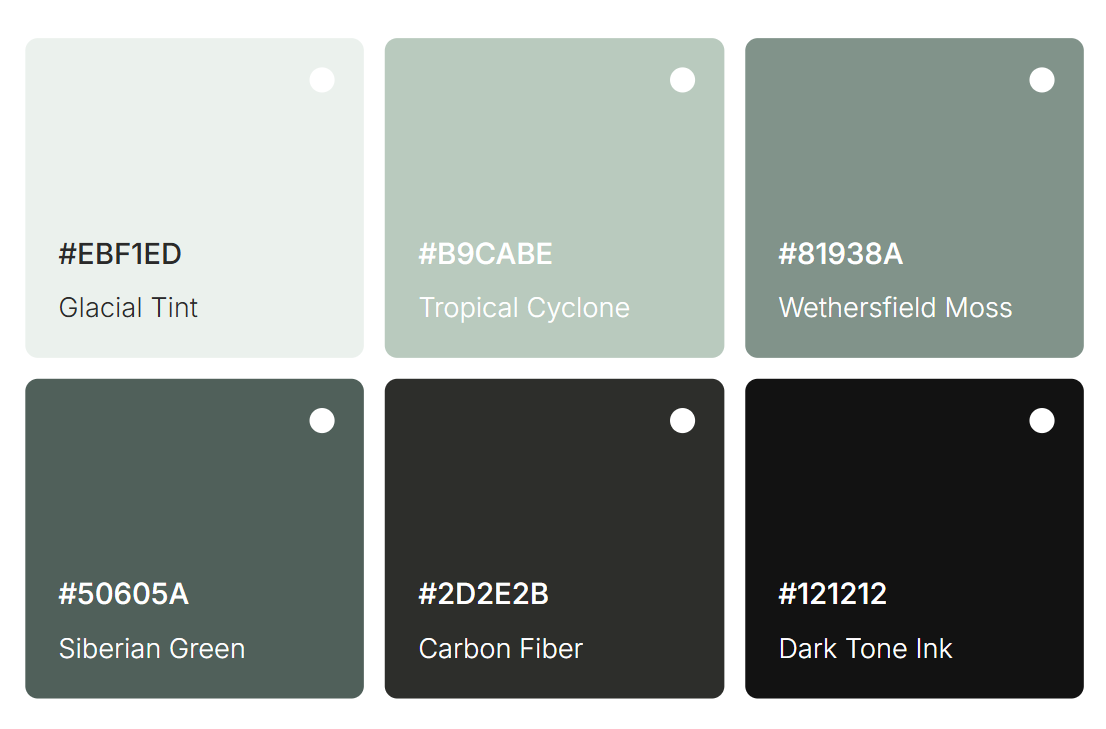 #EBF1ED
Glacial Tint
#B9CABE
Tropical Cyclone
#81938A
Wethersfield Moss
#50605A
Siberian Green
#2D2E2B
Carbon Fiber
#121212
Dark Tone Ink